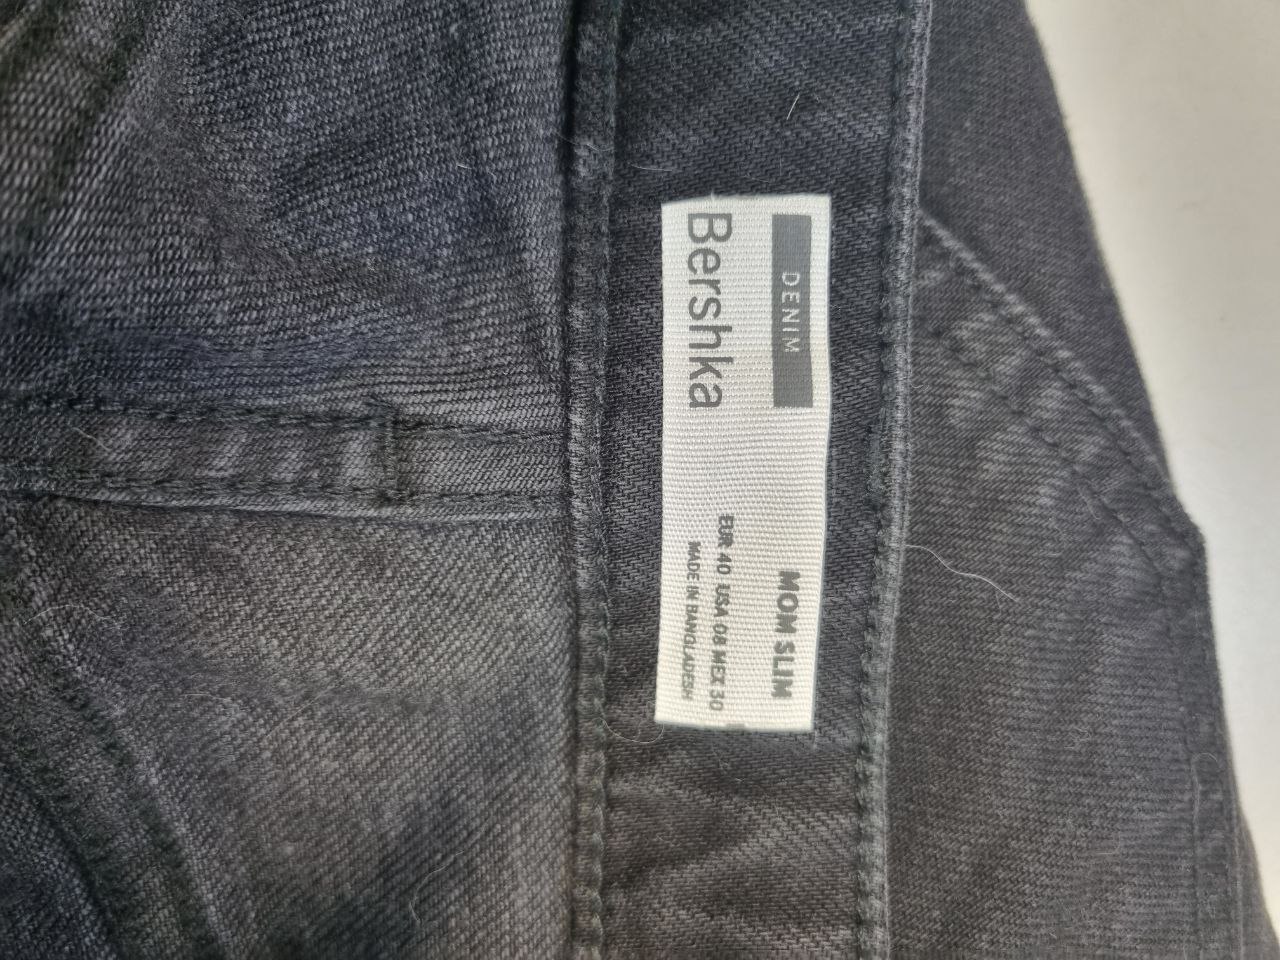 DENIM
Bershka
MOM SLIM
EUR 40 USA 08 MEX 30
MADE IN BANGLADESH